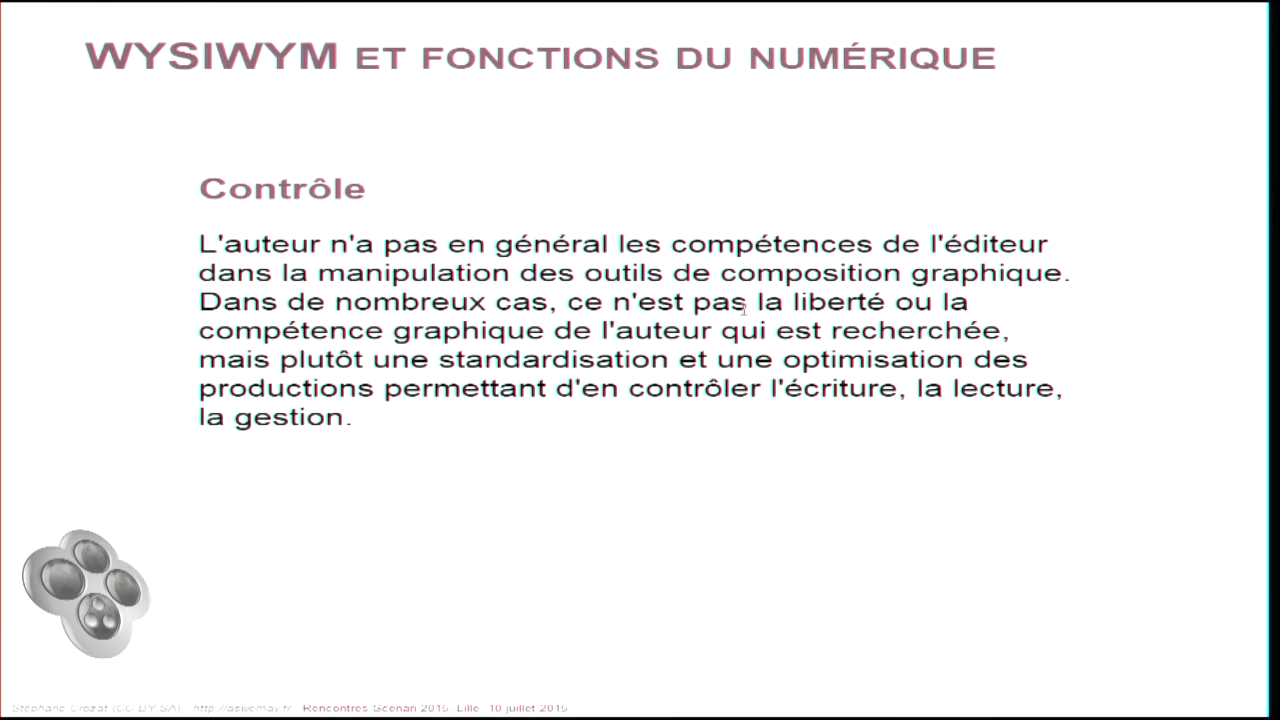 WYSIWYM ET FONCTIONS DU NUMÉRIQUE
Contrôle
L'auteur n'a pas en général les compétences de l'éditeur
dans la manipulation des outils de composition graphique.
Dans de nombreux cas, ce n'est pas la liberté ou la
compétence graphique de l'auteur qui est recherchée,
mais plutôt une standardisation et une optimisation des
productions permettant d'en contrôler l'écriture, la lecture,
la gestion.
Stéphane Crozat (CC BY SA) Rencontres Scenari 2015, Lille, 10 juillet 2015